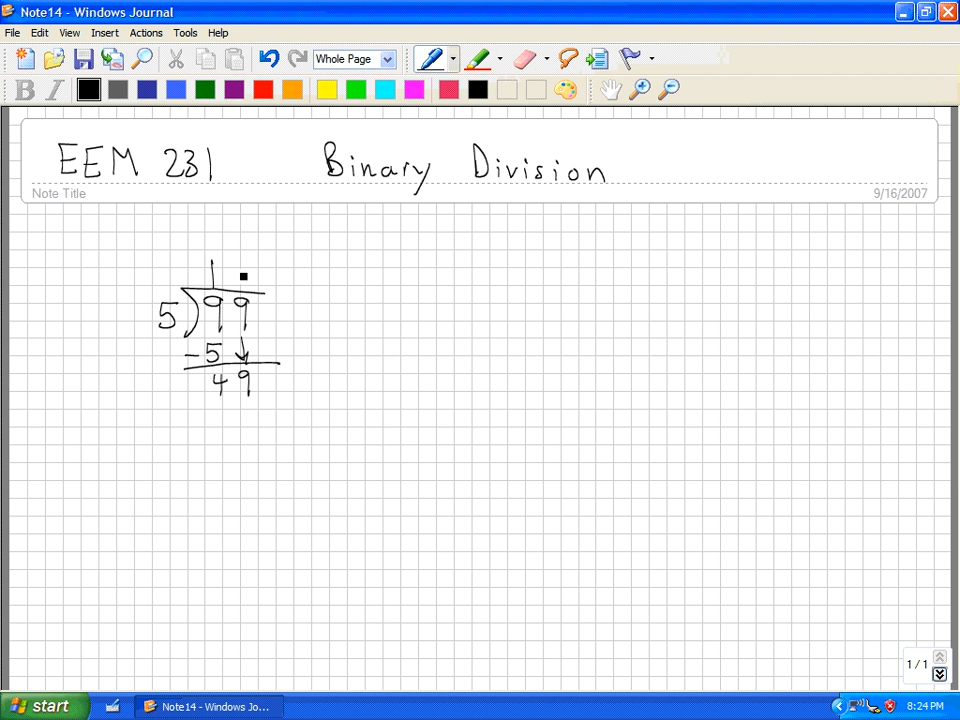 Note14 - Windows Journal
File Edit View Insert Actions Tools Help
Whole Page
B I
EEM 231 Binary Division
Note Title 9/16/2007
1
5 99
-5 ↓
49
1 / 1
start Note14 - Windows Jo... 8:24 PM